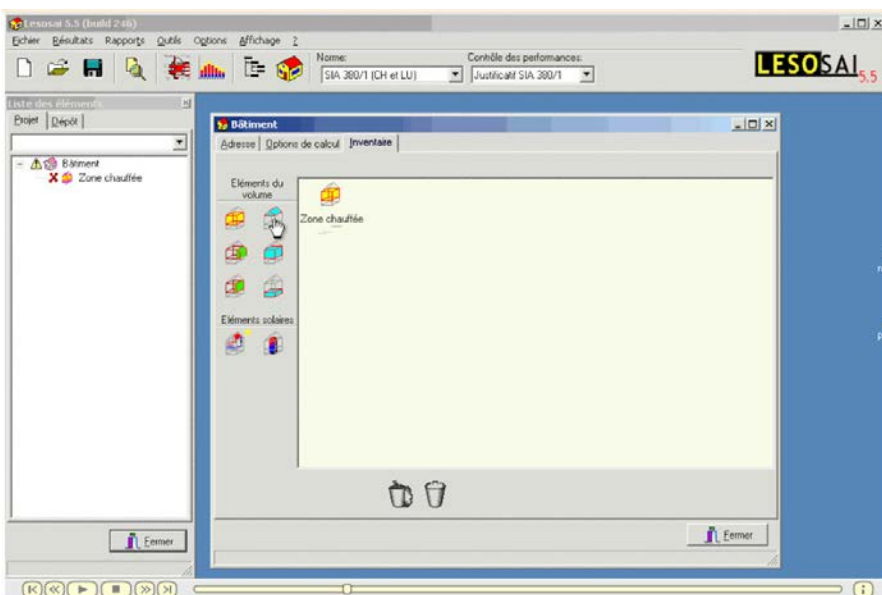 Lesosai 5.5 (build 246)
Fichier Résultats Rapports Outils Options Affichage ?
Norme:
SIA 380/1 (CH et LU)
Contrôle des performances:
Justificatif SIA 380/1
LESOSAI 5.5
Liste des éléments
Projet Dépôt
Bâtiment
Zone chauffée
Fermer
Bâtiment
Adresse Options de calcul Inventaire
Eléments du
volume
Zone chauffée
Eléments solaires
Fermer